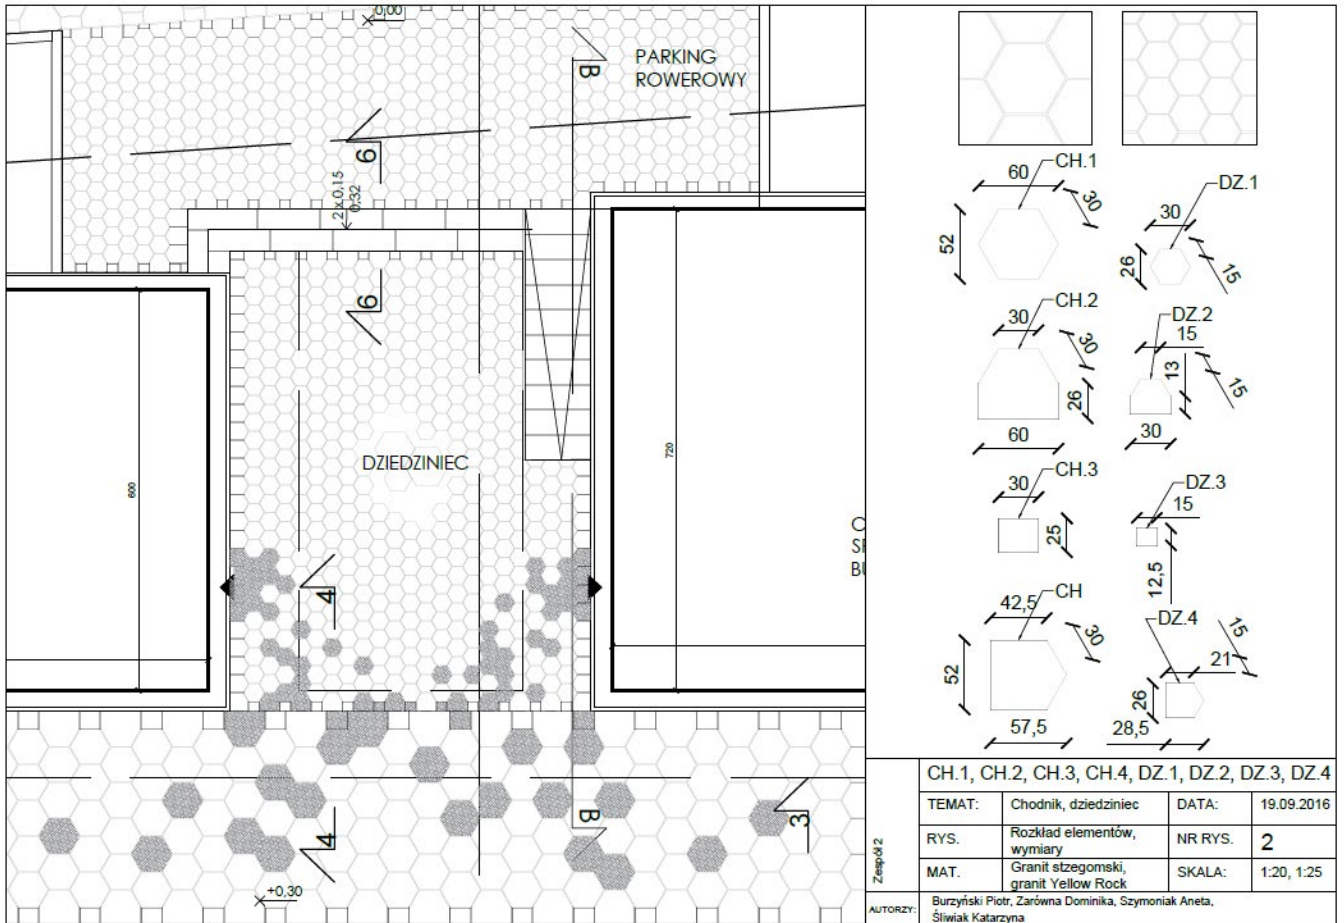 0,00
PARKING
ROWEROWY
B
6
2 x 0,15
0,32
6
DZIEDZINIEC
600
720
4
4
B
3
+0,30
CH.1
60
30
52
DZ.1
30
26
15
CH.2
30
30
26
60
DZ.2
15
13
15
30
CH.3
30
25
DZ.3
15
12,5
CH
42,5
30
52
57,5
DZ.4
15
21
26
28,5
CH.1, CH.2, CH.3, CH.4, DZ.1, DZ.2, DZ.3, DZ.4
TEMAT: Chodnik, dziedziniec DATA: 19.09.2016
RYS. Rozkład elementów, wymiary NR RYS. 2
MAT. Granit stzegomski, granit Yellow Rock SKALA: 1:20, 1:25
Zespół 2
AUTORZY: Burzyński Piotr, Zarówna Dominika, Szymoniak Aneta,
Śliwiak Katarzyna